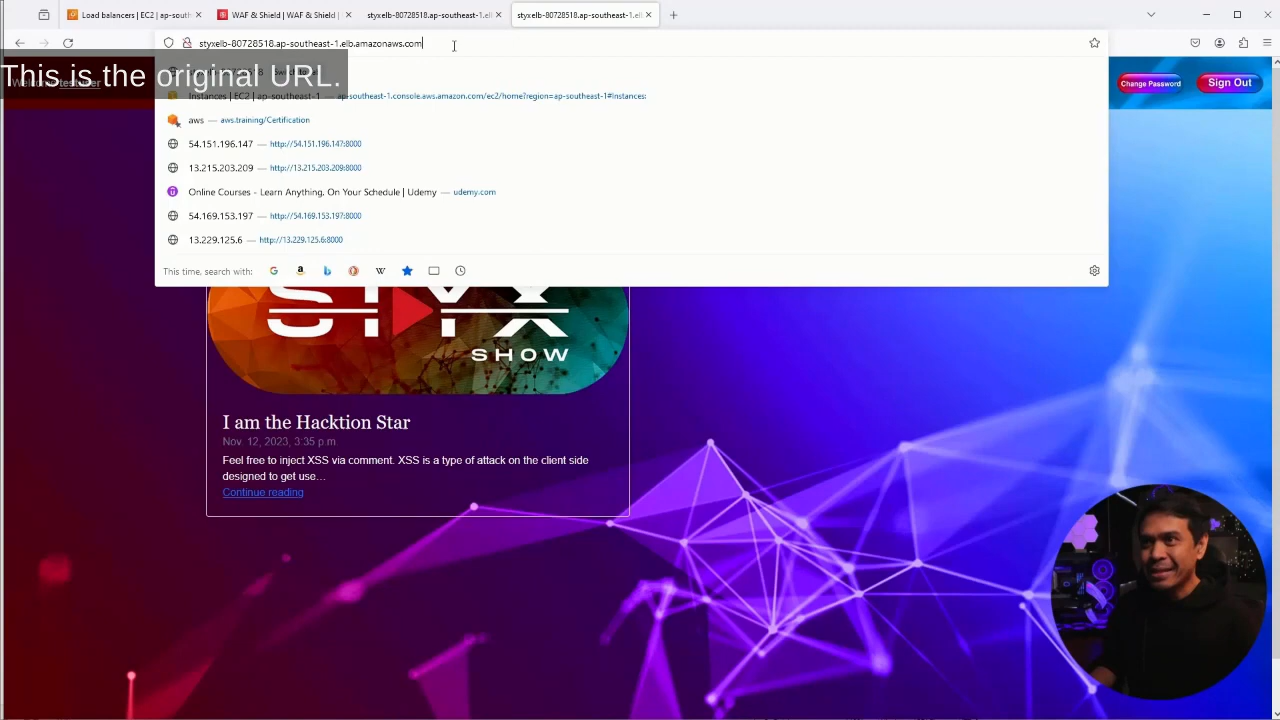 Load balancers | EC2 | ap-s
WAF & Shield |
styxelb-80728518.ap-southeast-1.el
styxelb-80728518.ap-southeast-1.el
styxelb-80728518.ap-southeast-1.elb.amazonaws.com
This is the original URL.
Change Password
Sign Out
Instances | EC2 | ap-southeast-1 — ap-southeast-1.console.aws.amazon.com/ec2/home?region=ap-southeast-1#Instances:
aws — aws.training/Certification
54.151.196.147 — http://54.151.196.147:8000
13.215.203.209 — http://13.215.203.209:8000
Online Courses - Learn Anything, On Your Schedule | Udemy — udemy.com
54.169.153.197 — http://54.169.153.197:8000
13.229.125.6 — http://13.229.125.6:8000
This time, search with:
STYX
SHOW
I am the Hacktion Star
Nov. 12, 2023, 3:35 p.m.
Feel free to inject XSS via comment. XSS is a type of attack on the client side
designed to get use…
Continue reading